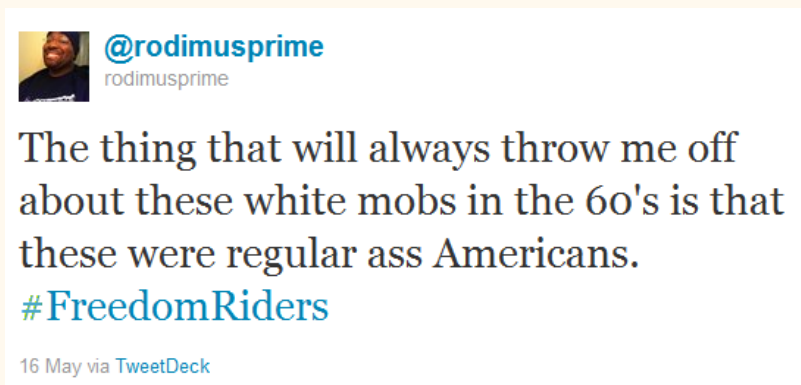 @rodimusprime
rodimusprime
The thing that will always throw me off
about these white mobs in the 60's is that
these were regular ass Americans.
#FreedomRiders
16 May via TweetDeck